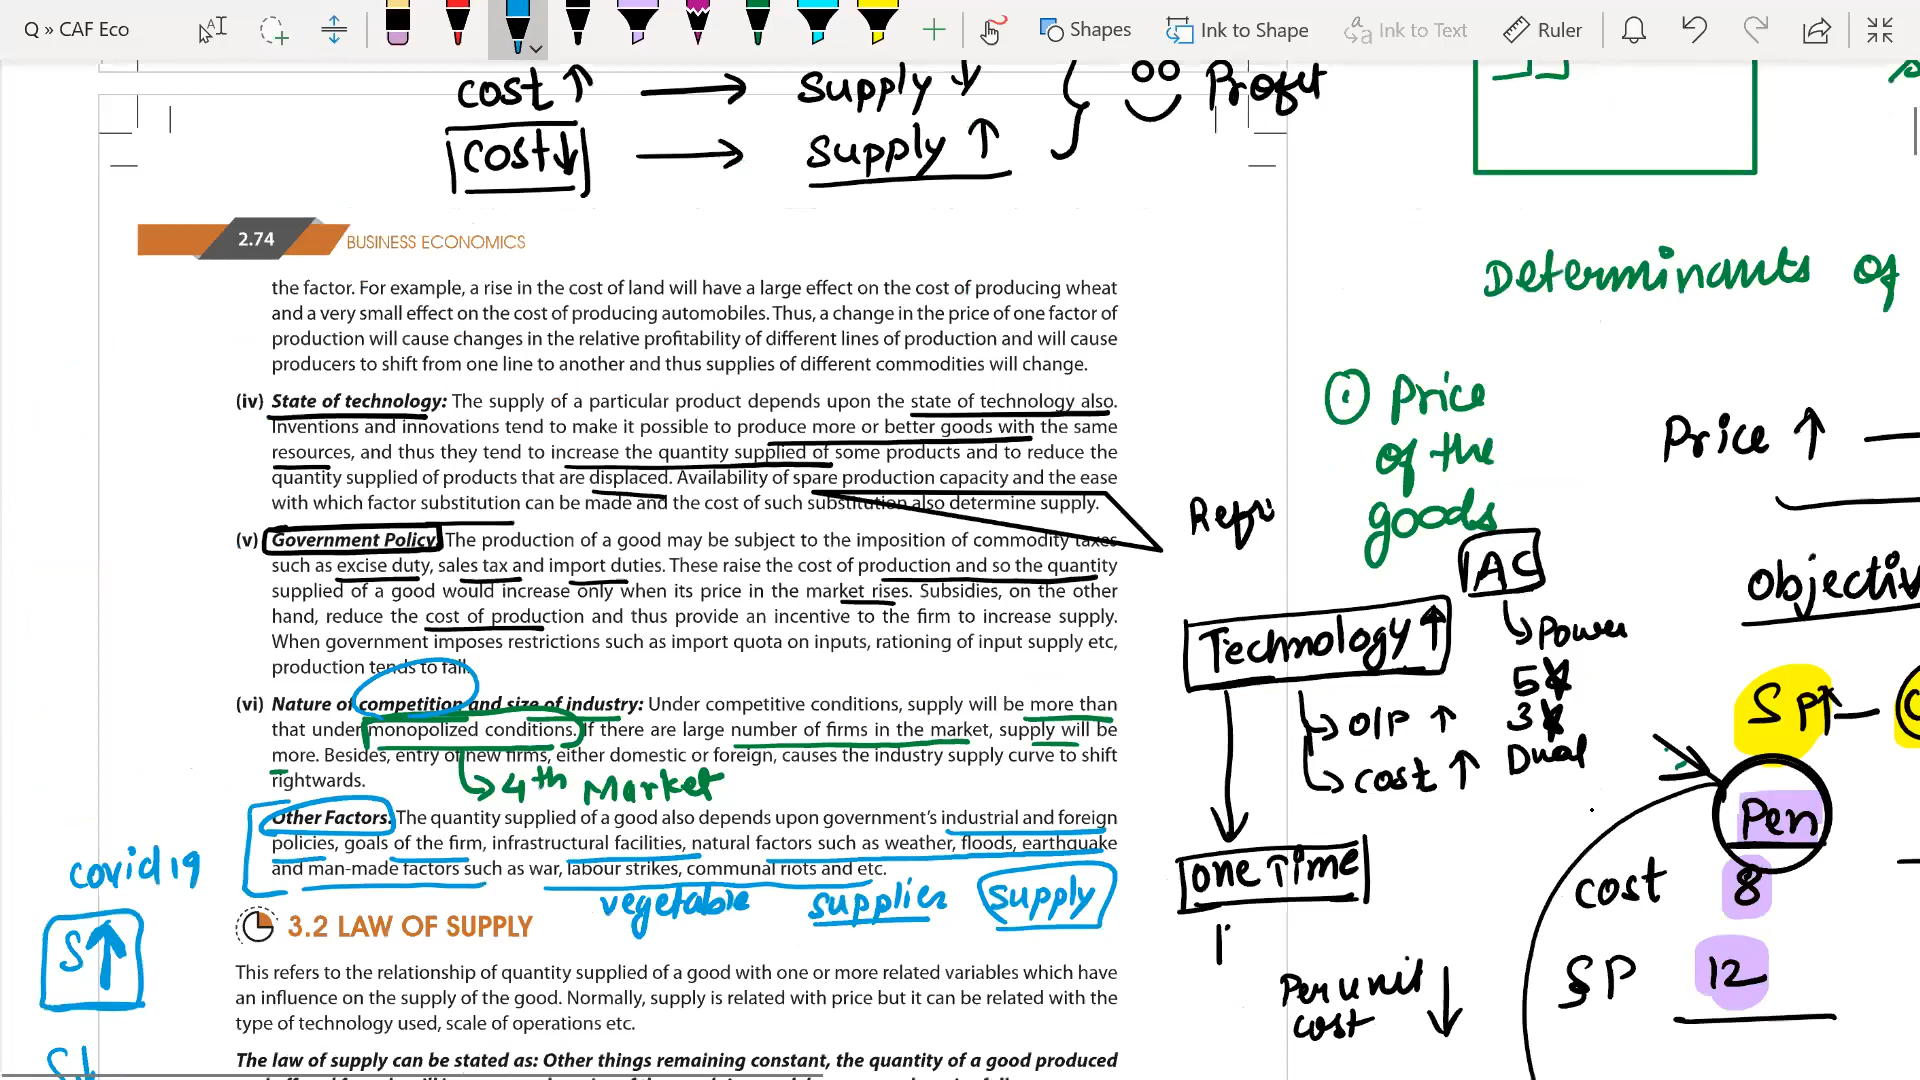 Q » CAF Eco
Shapes
Ink to Shape
Ink to Text
Ruler
cost ↑ → supply ↓
Profit
cost ↓ → supply ↑
2.74
BUSINESS ECONOMICS
the factor. For example, a rise in the cost of land will have a large effect on the cost of producing wheat
and a very small effect on the cost of producing automobiles. Thus, a change in the price of one factor of
production will cause changes in the relative profitability of different lines of production and will cause
producers to shift from one line to another and thus supplies of different commodities will change.
(iv) State of technology: The supply of a particular product depends upon the state of technology also.
Inventions and innovations tend to make it possible to produce more or better goods with the same
resources, and thus they tend to increase the quantity supplied of some products and to reduce the
quantity supplied of products that are displaced. Availability of spare production capacity and the ease
with which factor substitution can be made and the cost of such substitution also determine supply.
(v) Government Policy: The production of a good may be subject to the imposition of commodity taxes
such as excise duty, sales tax and import duties. These raise the cost of production and so the quantity
supplied of a good would increase only when its price in the market rises. Subsidies, on the other
hand, reduce the cost of production and thus provide an incentive to the firm to increase supply.
When government imposes restrictions such as import quota on inputs, rationing of input supply etc,
production tends to fall.
(vi) Nature of competition and size of industry: Under competitive conditions, supply will be more than
that under monopolized conditions. If there are large number of firms in the market, supply will be
more. Besides, entry of new firms, either domestic or foreign, causes the industry supply curve to shift
rightwards.
4th Market
Other Factors: The quantity supplied of a good also depends upon government's industrial and foreign
policies, goals of the firm, infrastructural facilities, natural factors such as weather, floods, earthquake
and man-made factors such as war, labour strikes, communal riots and etc.
covid 19
vegetable supplier supply
S ↑
3.2 LAW OF SUPPLY
This refers to the relationship of quantity supplied of a good with one or more related variables which have
an influence on the supply of the good. Normally, supply is related with price but it can be related with the
type of technology used, scale of operations etc.
The law of supply can be stated as: Other things remaining constant, the quantity of a good produced
Determinants of
① Price
of the
goods
Price ↑
Refri
AC
Objectiv
Technology ↑
Power
5
3
Dual
O/P ↑
cost ↑
SP↑
Pen
one Time
cost 8
SP 12
Per unit
cost ↓